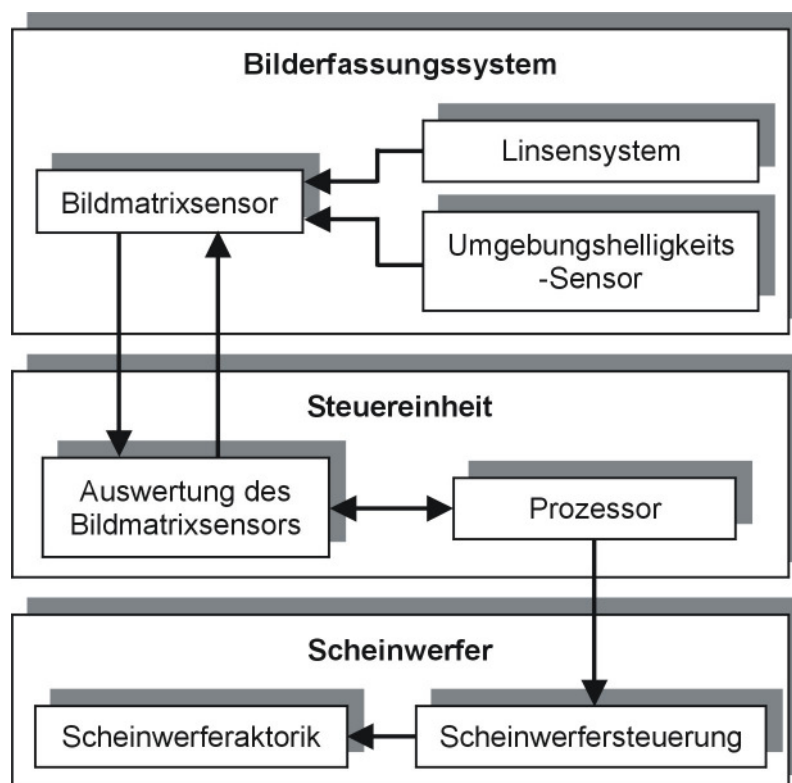 Bilderfassungssystem
Linsensystem
Bildmatrixsensor
Umgebungshelligkeits
-Sensor
Steuereinheit
Auswertung des
Bildmatrixsensors
Prozessor
Scheinwerfer
Scheinwerferaktorik
Scheinwerfersteuerung